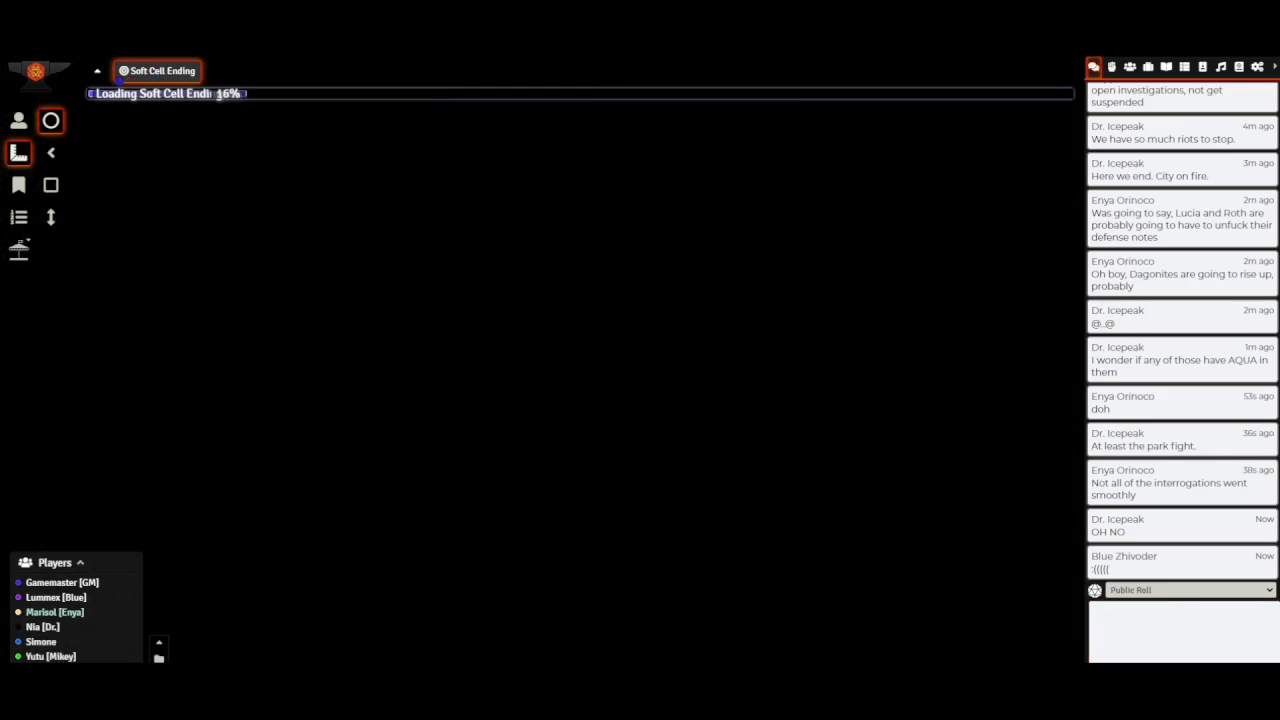 Soft Cell Ending
Loading Soft Cell Endi 16%
open investigations, not get
suspended
Dr. Icepeak 4m ago
We have so much riots to stop.
Dr. Icepeak 3m ago
Here we end. City on fire.
Enya Orinoco 2m ago
Was going to say, Lucia and Roth are
probably going to have to unfuck their
defense notes
Enya Orinoco 2m ago
Oh boy, Dagonites are going to rise up,
probably
Dr. Icepeak 2m ago
@.@
Dr. Icepeak 1m ago
I wonder if any of those have AQUA in
them
Enya Orinoco 53s ago
doh
Dr. Icepeak 36s ago
At least the park fight.
Enya Orinoco 38s ago
Not all of the interrogations went
smoothly
Dr. Icepeak Now
OH NO
Blue Zhivoder Now
:(((((
Public Roll
Players
Gamemaster [GM]
Lummex [Blue]
Marisol [Enya]
Nia [Dr.]
Simone
Yutu [Mikey]